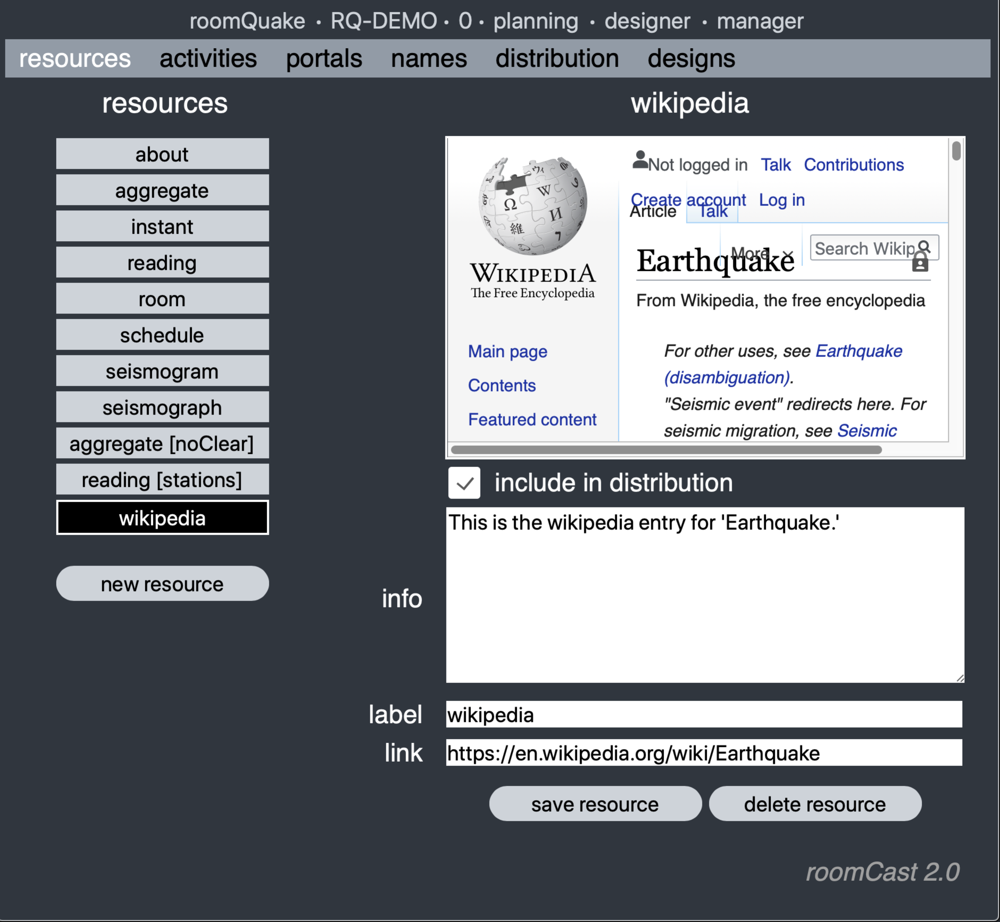 roomQuake · RQ-DEMO · 0 · planning · designer · manager
resources activities portals names distribution designs
resources
about
aggregate
instant
reading
room
schedule
seismogram
seismograph
aggregate [noClear]
reading [stations]
wikipedia
new resource
wikipedia
WIKIPEDIA
The Free Encyclopedia
Main page
Contents
Featured content
Not logged in Talk Contributions
Create account Log in
Article Talk
More
Search Wikip
Earthquake
From Wikipedia, the free encyclopedia
For other uses, see Earthquake
(disambiguation).
"Seismic event" redirects here. For
seismic migration, see Seismic
include in distribution
info
This is the wikipedia entry for 'Earthquake.'
label
wikipedia
link
https://en.wikipedia.org/wiki/Earthquake
save resource delete resource
roomCast 2.0